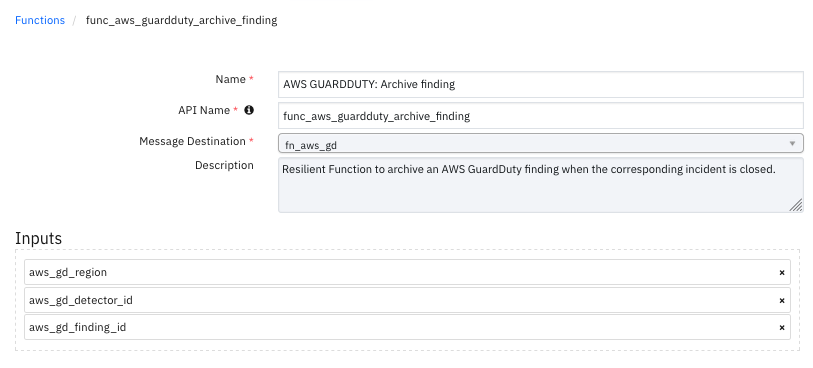 Functions / func_aws_guardduty_archive_finding
Name *
AWS GUARDDUTY: Archive finding
API Name *
func_aws_guardduty_archive_finding
Message Destination *
fn_aws_gd
Description
Resilient Function to archive an AWS GuardDuty finding when the corresponding incident is closed.
Inputs
aws_gd_region ×
aws_gd_detector_id ×
aws_gd_finding_id ×